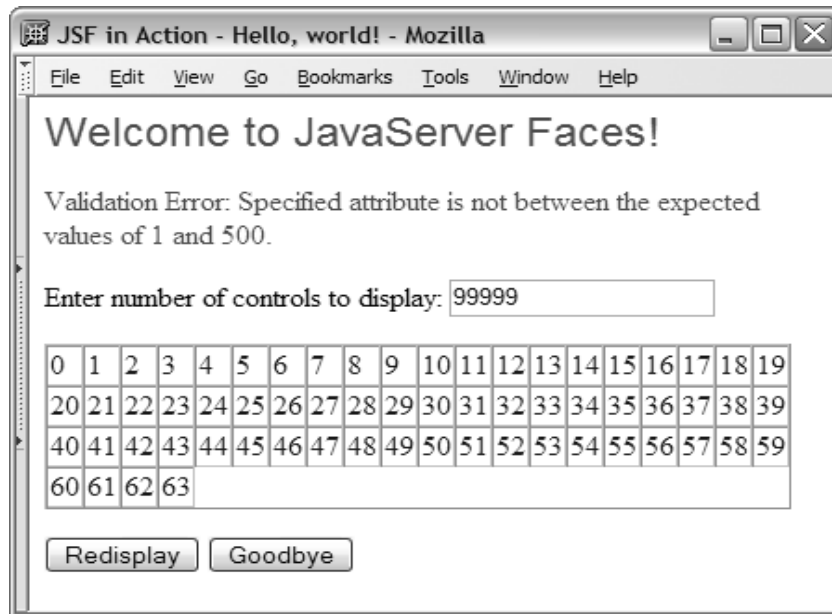 JSF in Action - Hello, world! - Mozilla
File Edit View Go Bookmarks Tools Window Help
Welcome to JavaServer Faces!
Validation Error: Specified attribute is not between the expected
values of 1 and 500.
Enter number of controls to display: 99999
0 1 2 3 4 5 6 7 8 9 10 11 12 13 14 15 16 17 18 19
20 21 22 23 24 25 26 27 28 29 30 31 32 33 34 35 36 37 38 39
40 41 42 43 44 45 46 47 48 49 50 51 52 53 54 55 56 57 58 59
60 61 62 63
Redisplay Goodbye